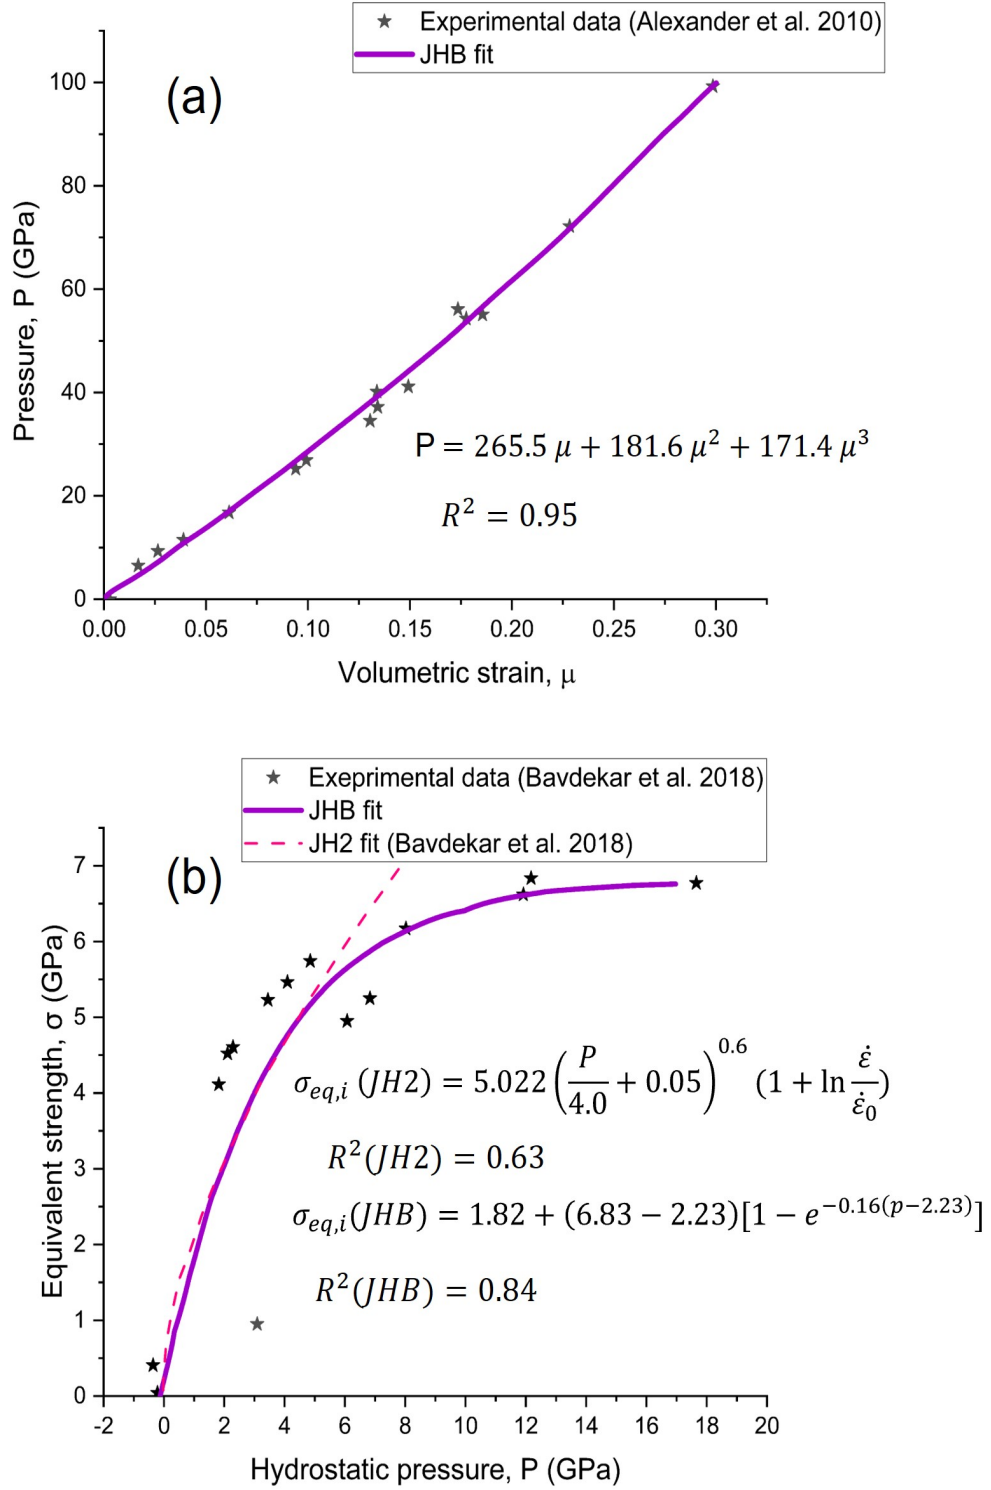 Experimental data (Alexander et al. 2010)
JHB fit
(a)
100
80
60
40
20
0
Pressure, P (GPa)
P = 265.5 μ + 181.6 μ² + 171.4 μ³
R² = 0.95
0.00 0.05 0.10 0.15 0.20 0.25 0.30
Volumetric strain, μ
Exeprimental data (Bavdekar et al. 2018)
JHB fit
JH2 fit (Bavdekar et al. 2018)
(b)
7
6
5
4
3
2
1
0
Equivalent strength, σ (GPa)
σ_{eq,i} (JH2) = 5.022 (P/4.0 + 0.05)^{0.6} (1 + ln ε̇/ε̇₀)
R²(JH2) = 0.63
σ_{eq,i}(JHB) = 1.82 + (6.83 − 2.23)[1 − e^{−0.16(p−2.23)}]
R²(JHB) = 0.84
-2 0 2 4 6 8 10 12 14 16 18 20
Hydrostatic pressure, P (GPa)